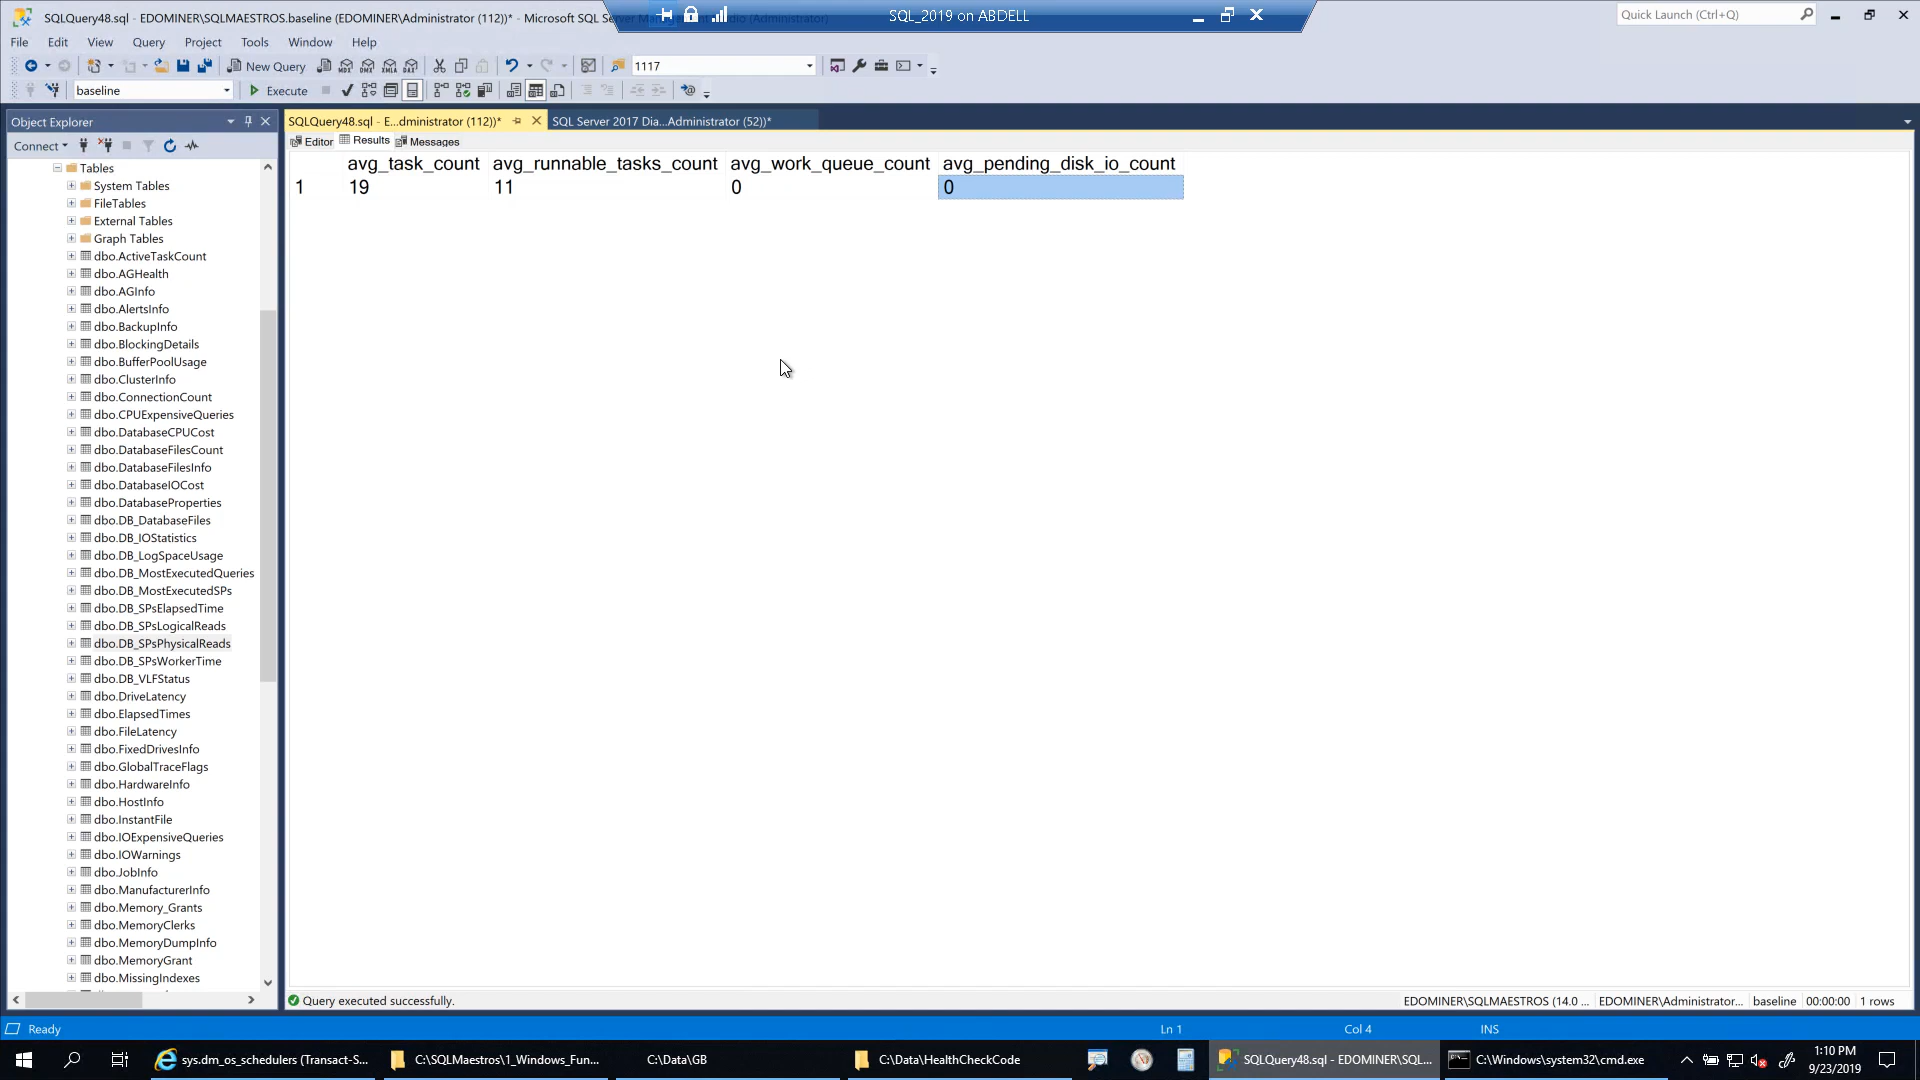 SQLQuery48.sql - EDOMINER\SQLMAESTROS.baseline (EDOMINER\Administrator (112))* - Microsoft SQL Server Management Studio (Administrator)
SQL_2019 on ABDELL
Quick Launch (Ctrl+Q)
File Edit View Query Project Tools Window Help
New Query MDX DMX XMLA DAX 1117
baseline Execute
Object Explorer
SQLQuery48.sql - E...dministrator (112))* SQL Server 2017 Dia...Administrator (52))*
Connect
Editor Results Messages
avg_task_count avg_runnable_tasks_count avg_work_queue_count avg_pending_disk_io_count
1 19 11 0 0
Tables
System Tables
FileTables
External Tables
Graph Tables
dbo.ActiveTaskCount
dbo.AGHealth
dbo.AGInfo
dbo.AlertsInfo
dbo.BackupInfo
dbo.BlockingDetails
dbo.BufferPoolUsage
dbo.ClusterInfo
dbo.ConnectionCount
dbo.CPUExpensiveQueries
dbo.DatabaseCPUCost
dbo.DatabaseFilesCount
dbo.DatabaseFilesInfo
dbo.DatabaseIOCost
dbo.DatabaseProperties
dbo.DB_DatabaseFiles
dbo.DB_IOStatistics
dbo.DB_LogSpaceUsage
dbo.DB_MostExecutedQueries
dbo.DB_MostExecutedSPs
dbo.DB_SPsElapsedTime
dbo.DB_SPsLogicalReads
dbo.DB_SPsPhysicalReads
dbo.DB_SPsWorkerTime
dbo.DB_VLFStatus
dbo.DriveLatency
dbo.ElapsedTimes
dbo.FileLatency
dbo.FixedDrivesInfo
dbo.GlobalTraceFlags
dbo.HardwareInfo
dbo.HostInfo
dbo.InstantFile
dbo.IOExpensiveQueries
dbo.IOWarnings
dbo.JobInfo
dbo.ManufacturerInfo
dbo.Memory_Grants
dbo.MemoryClerks
dbo.MemoryDumpInfo
dbo.MemoryGrant
dbo.MissingIndexes
Query executed successfully. EDOMINER\SQLMAESTROS (14.0 ... EDOMINER\Administrator... baseline 00:00:00 1 rows
Ready Ln 1 Col 4 INS
sys.dm_os_schedulers (Transact-S... C:\SQLMaestros\1_Windows_Fun... C:\Data\GB C:\Data\HealthCheckCode SQLQuery48.sql - EDOMINER\SQL... C:\Windows\system32\cmd.exe
1:10 PM
9/23/2019